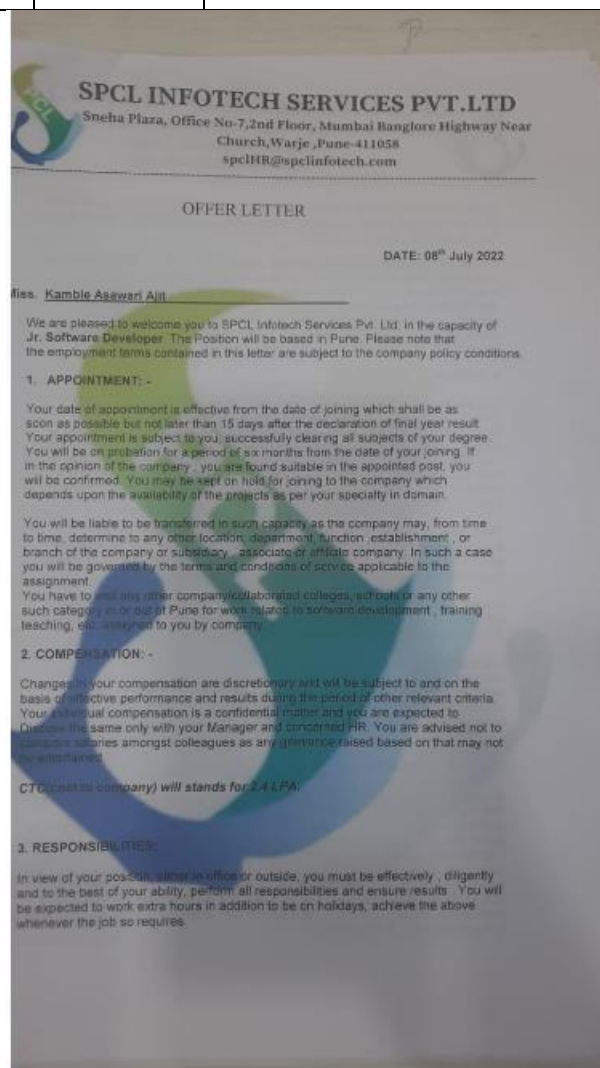 PCL
SPCL INFOTECH SERVICES PVT.LTD
Sneha Plaza, Office No-7,2nd Floor, Mumbai Banglore Highway Near
Church,Warje ,Pune-411058
spclHR@spclinfotech.com
OFFER LETTER
DATE: 08th July 2022
Miss. Kamble Asawari Ajit
We are pleased to welcome you to SPCL Infotech Services Pvt. Ltd. in the capacity of
Jr. Software Developer. The Position will be based in Pune. Please note that
the employment terms contained in this letter are subject to the company policy conditions.
1. APPOINTMENT: -
Your date of appointment is effective from the date of joining which shall be as
soon as possible but not later than 15 days after the declaration of final year result.
Your appointment is subject to you, successfully clearing all subjects of your degree.
You will be on probation for a period of six months from the date of your joining. If
in the opinion of the company , you are found suitable in the appointed post, you
will be confirmed. You may be kept on hold for joining to the company which
depends upon the availability of the projects as per your specialty in domain.
You will be liable to be transferred in such capacity as the company may, from time
to time, determine to any other location, department, function ,establishment , or
branch of the company or subsidiary , associate or affiliate company. In such a case
you will be governed by the terms and conditions of service applicable to the
assignment.
You have to visit any other company/collaborated colleges, schools or any other
such category in or out of Pune for work related to software development , training
teaching, etc. assigned to you by company.
2. COMPENSATION: -
Changes in your compensation are discretionary and will be subject to and on the
basis of effective performance and results during the period of other relevant criteria.
Your individual compensation is a confidential matter and you are expected to
Discuss the same only with your Manager and concerned HR. You are advised not to
salaries amongst colleagues as any grievance raised based on that may not
be entertained.
CTC(cost to company) will stands for 2.4 LPA.
3. RESPONSIBILITIES:
In view of your position, either in office or outside, you must be effectively , diligently
and to the best of your ability, perform all responsibilities and ensure results. You will
be expected to work extra hours in addition to be on holidays, achieve the above
whenever the job so requires.